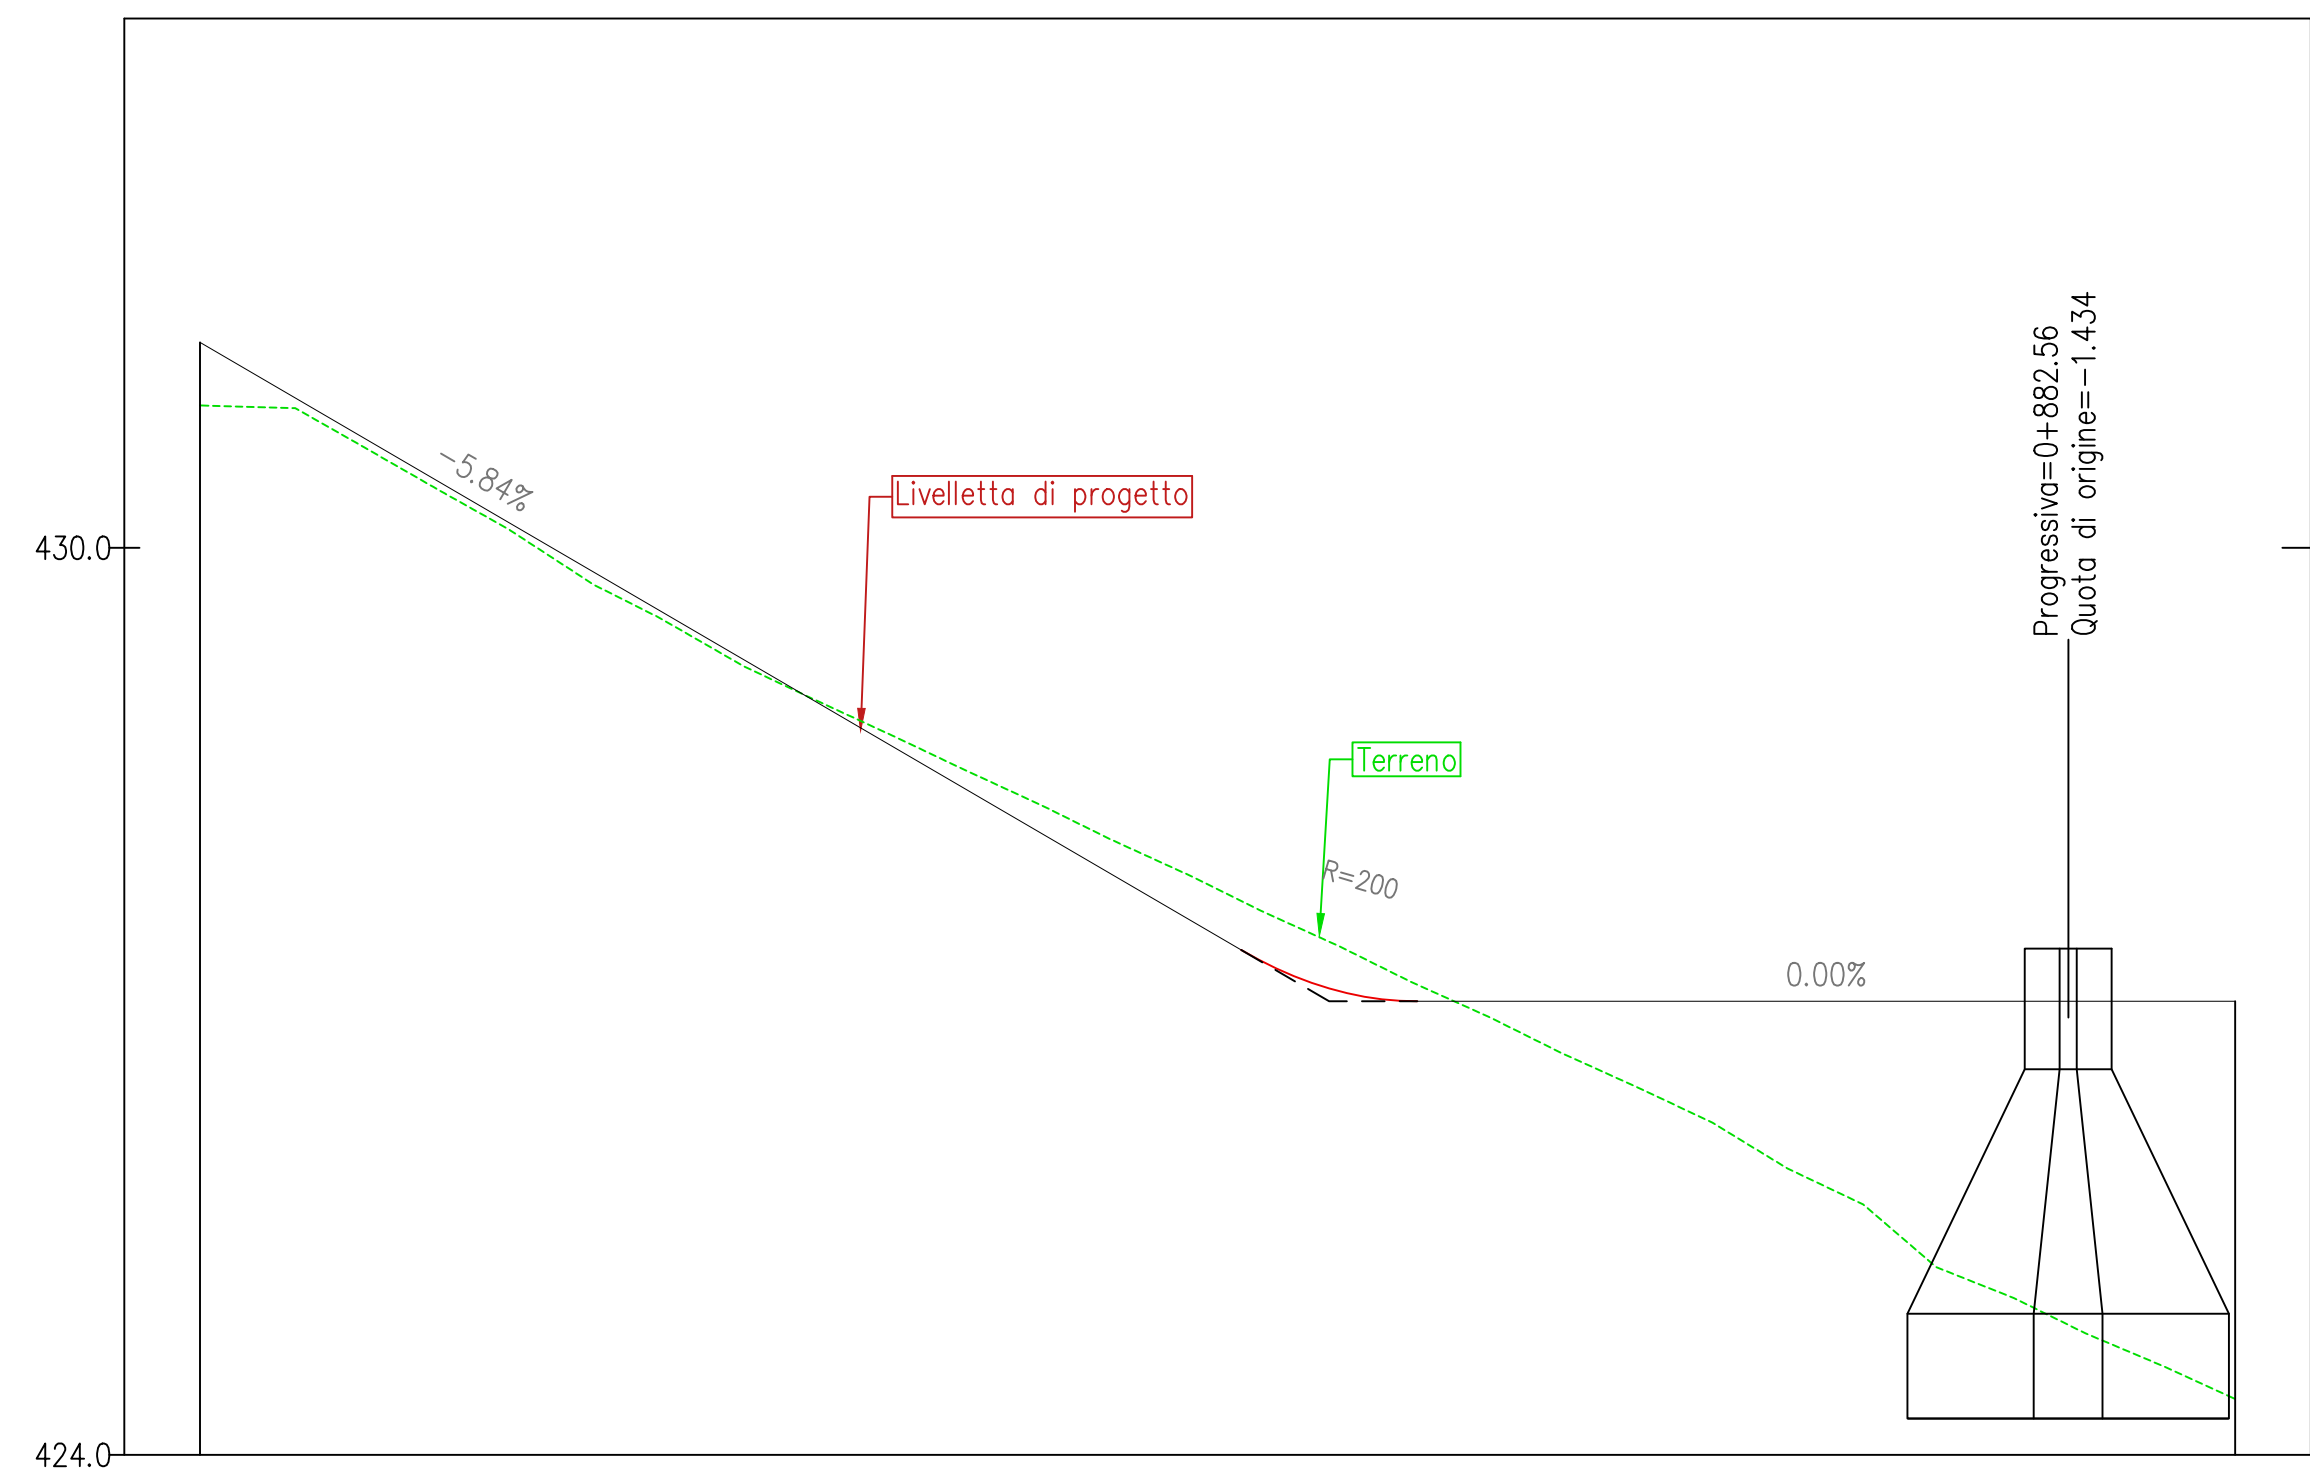 Progressiva=0+882.56
Quota di origine=-1.434
-5.84%
Livelletta di progetto
430.0
Terreno
R=200
0.00%
424.0